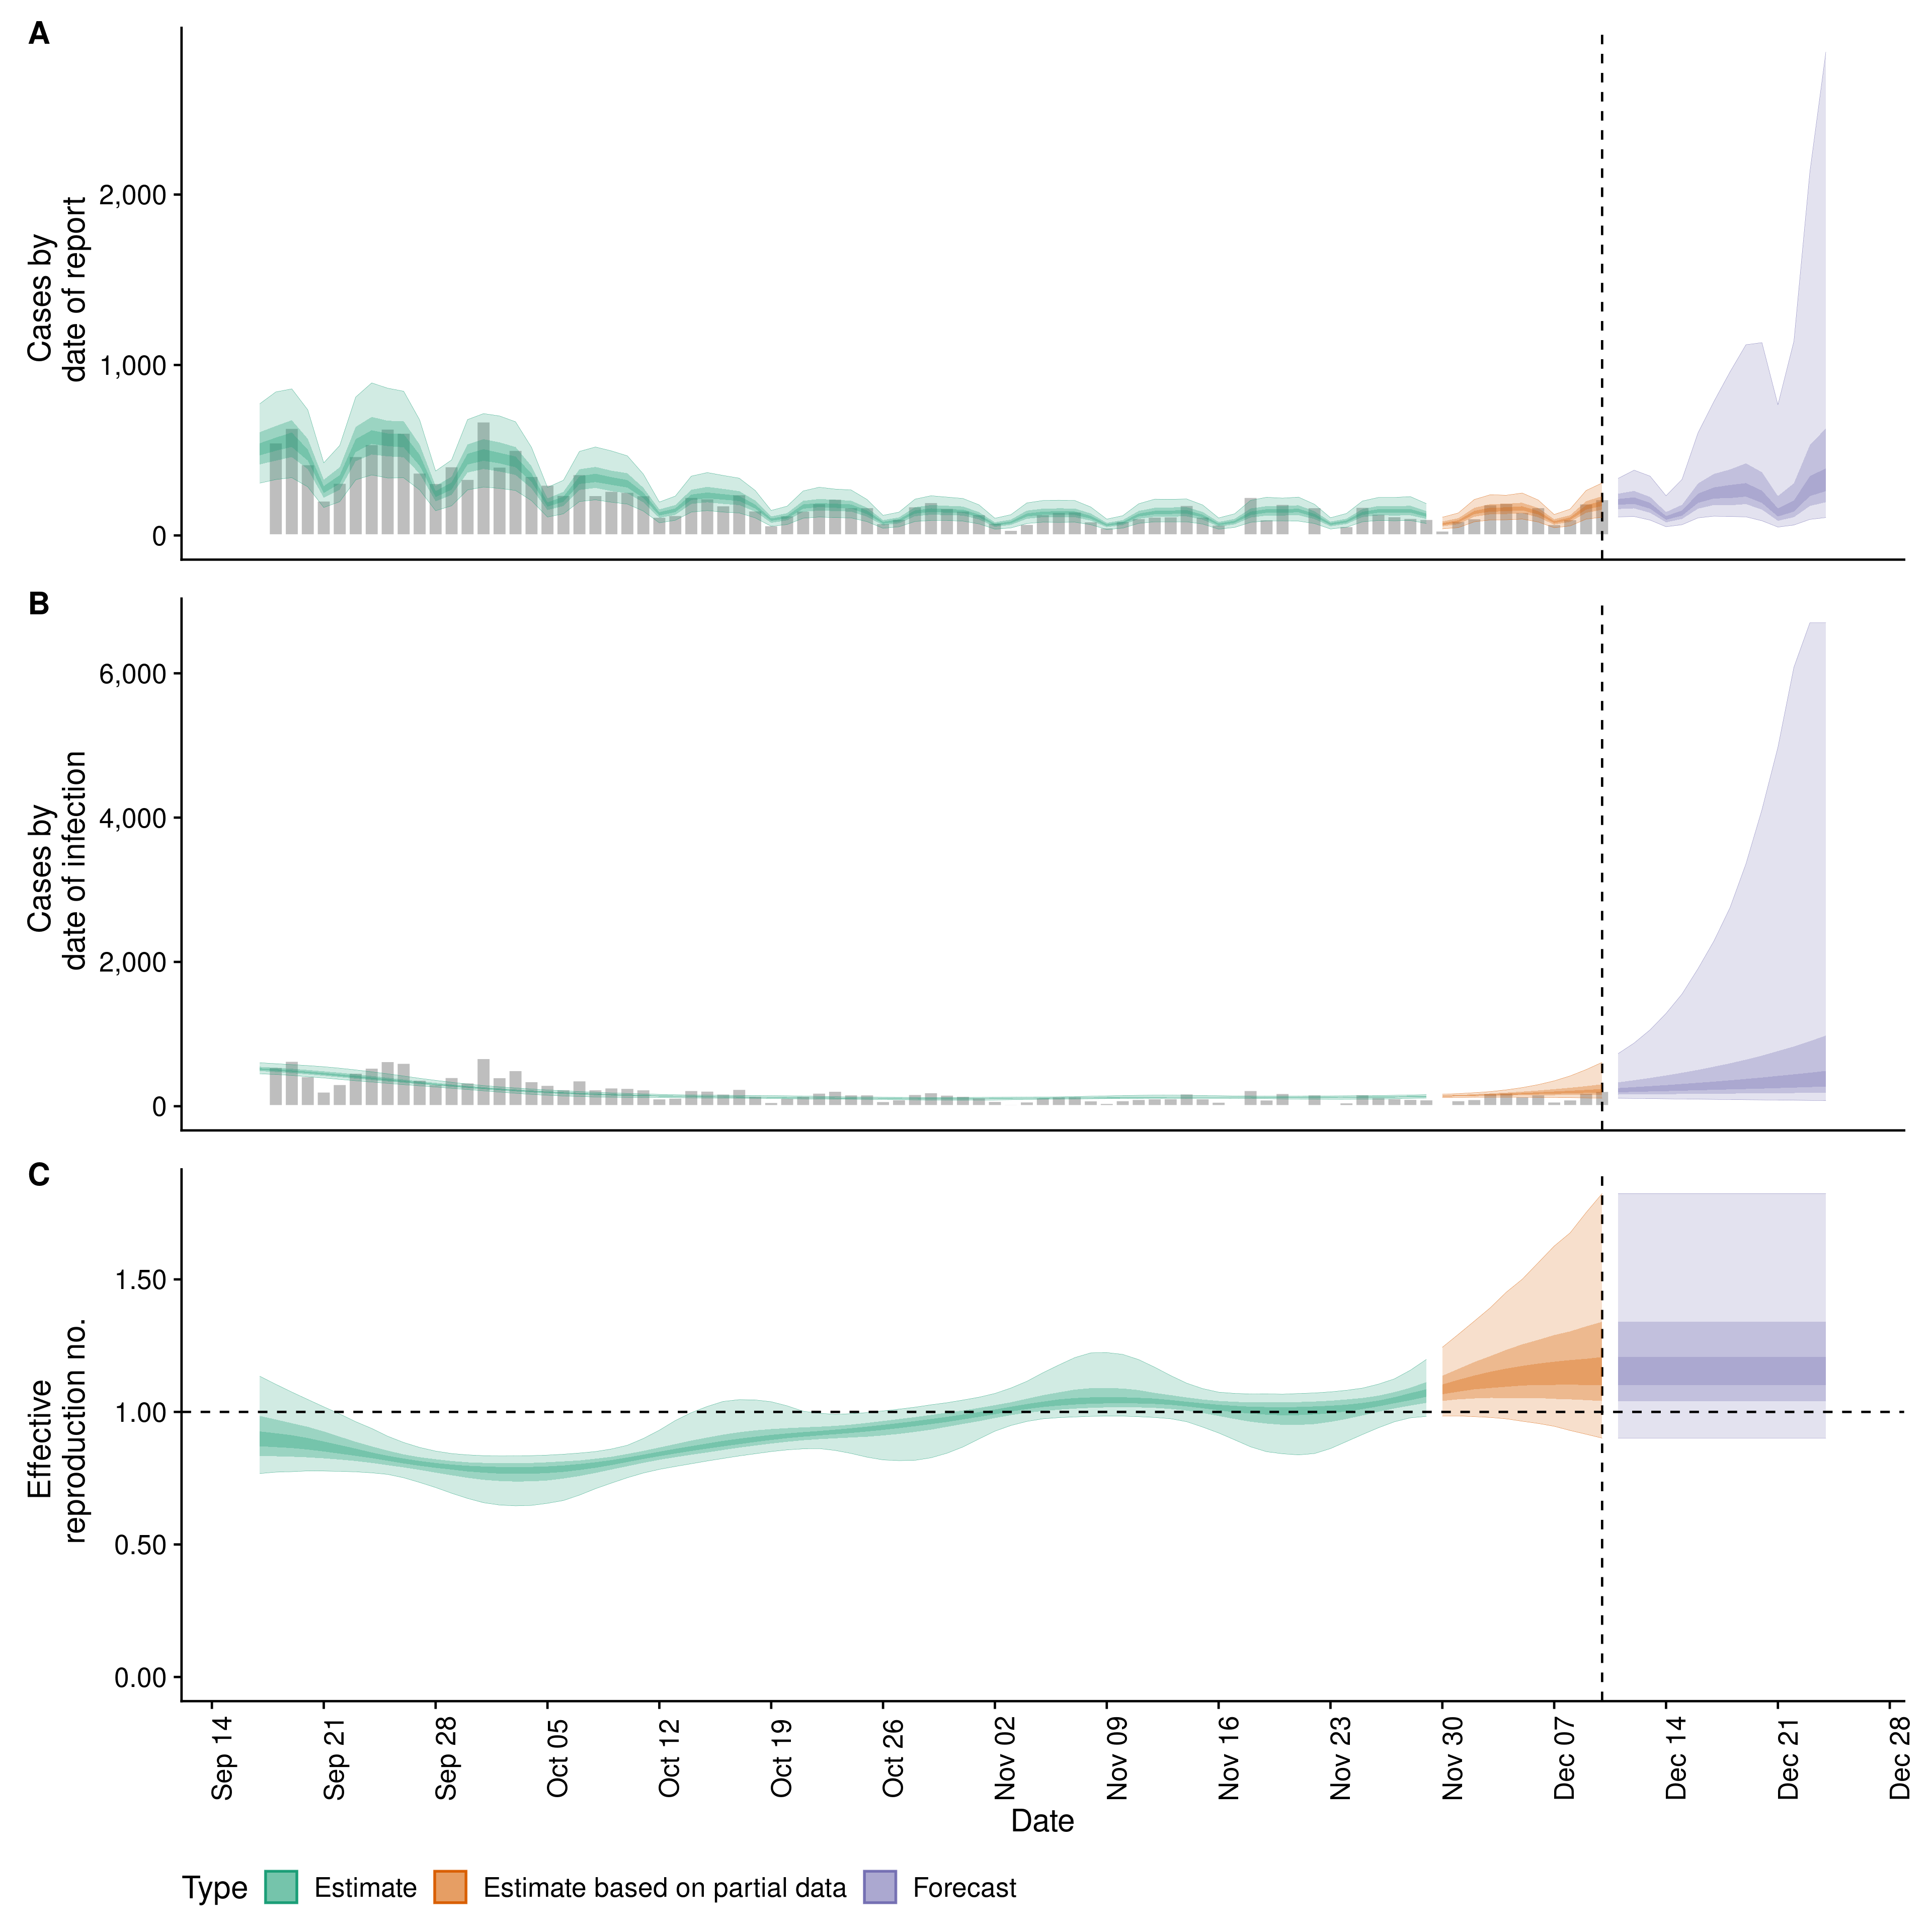 A
Cases by
date of report
2,000
1,000
0
B
Cases by
date of infection
6,000
4,000
2,000
0
C
Effective
reproduction no.
1.50
1.00
0.50
0.00
Sep 14
Sep 21
Sep 28
Oct 05
Oct 12
Oct 19
Oct 26
Nov 02
Nov 09
Nov 16
Nov 23
Nov 30
Dec 07
Dec 14
Dec 21
Dec 28
Date
Type Estimate Estimate based on partial data Forecast